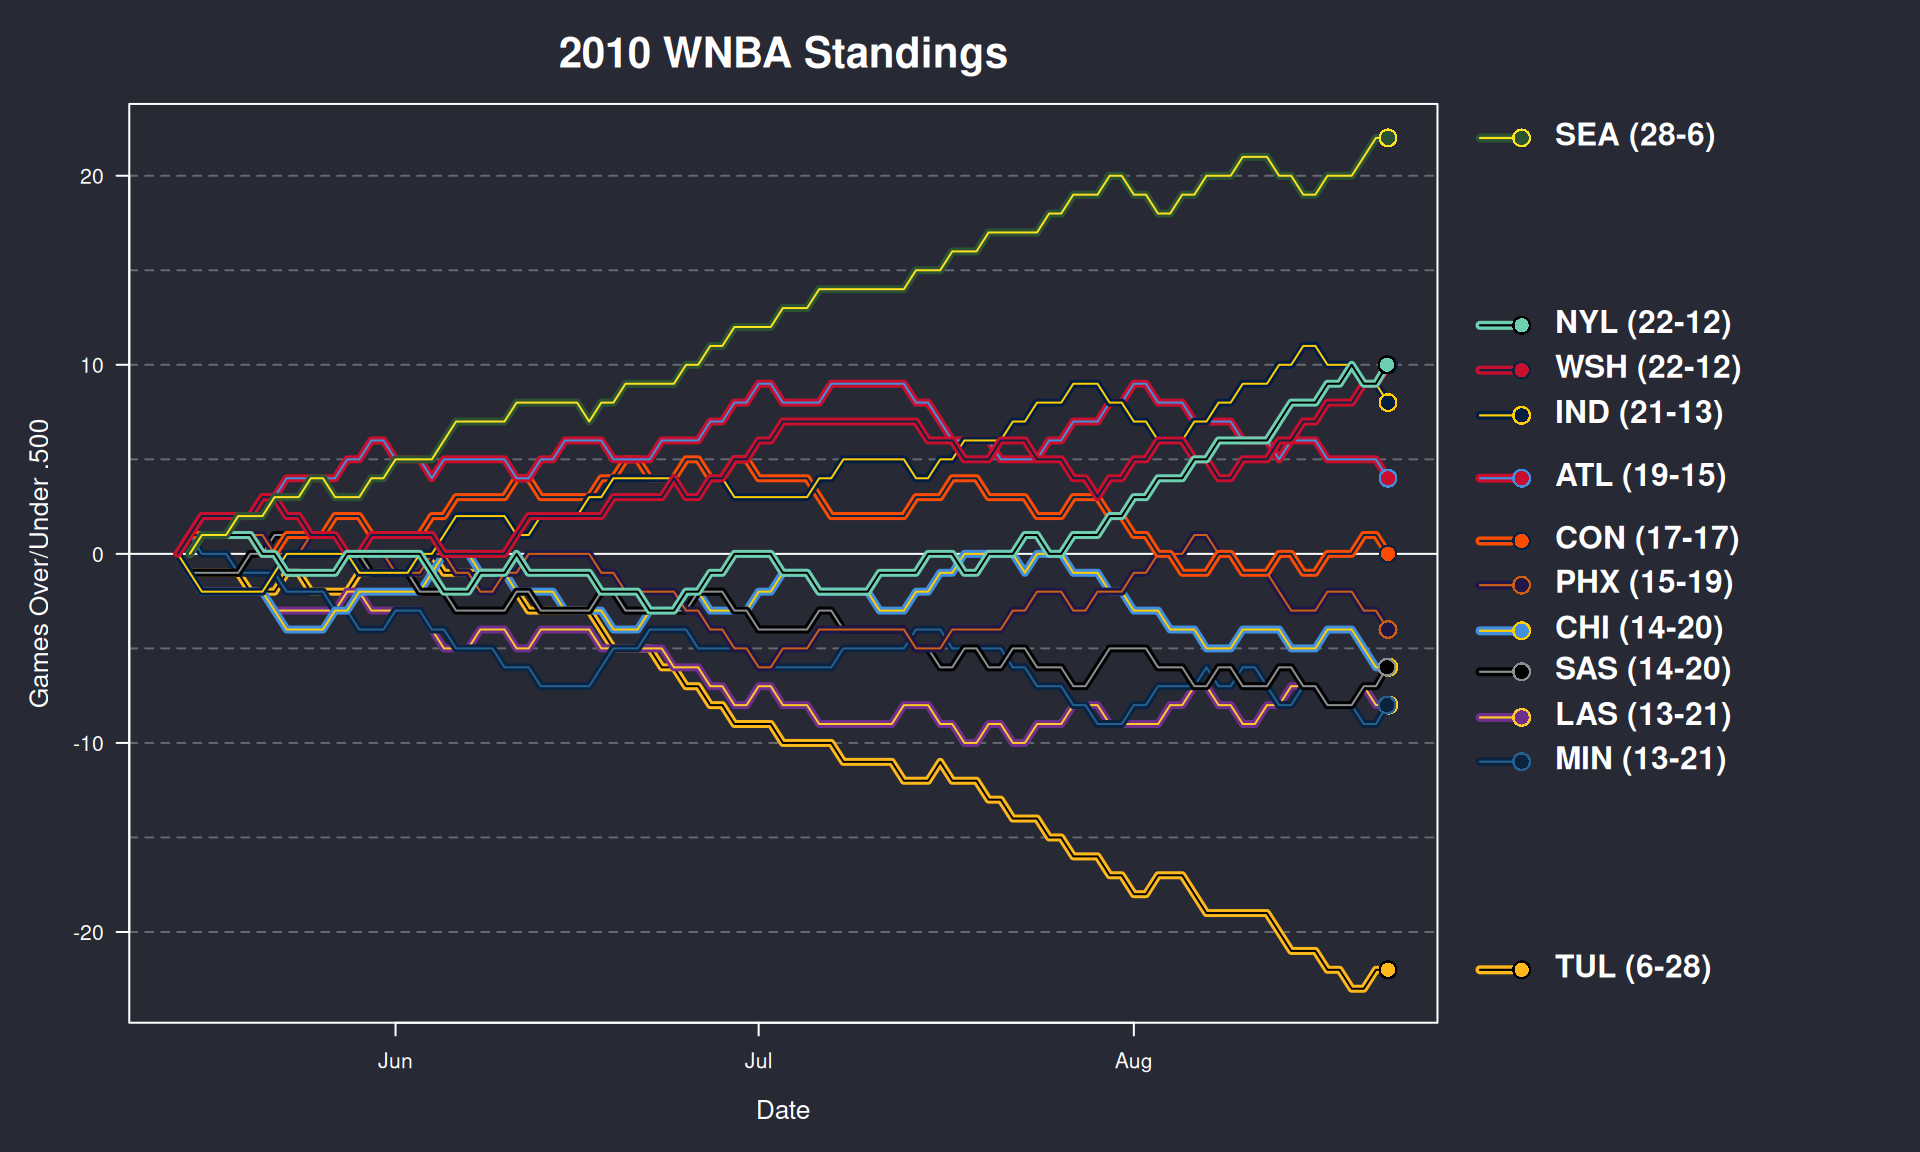 2010 WNBA Standings
Games Over/Under .500
20
10
0
-10
-20
Jun
Jul
Aug
Date
SEA (28-6)
NYL (22-12)
WSH (22-12)
IND (21-13)
ATL (19-15)
CON (17-17)
PHX (15-19)
CHI (14-20)
SAS (14-20)
LAS (13-21)
MIN (13-21)
TUL (6-28)